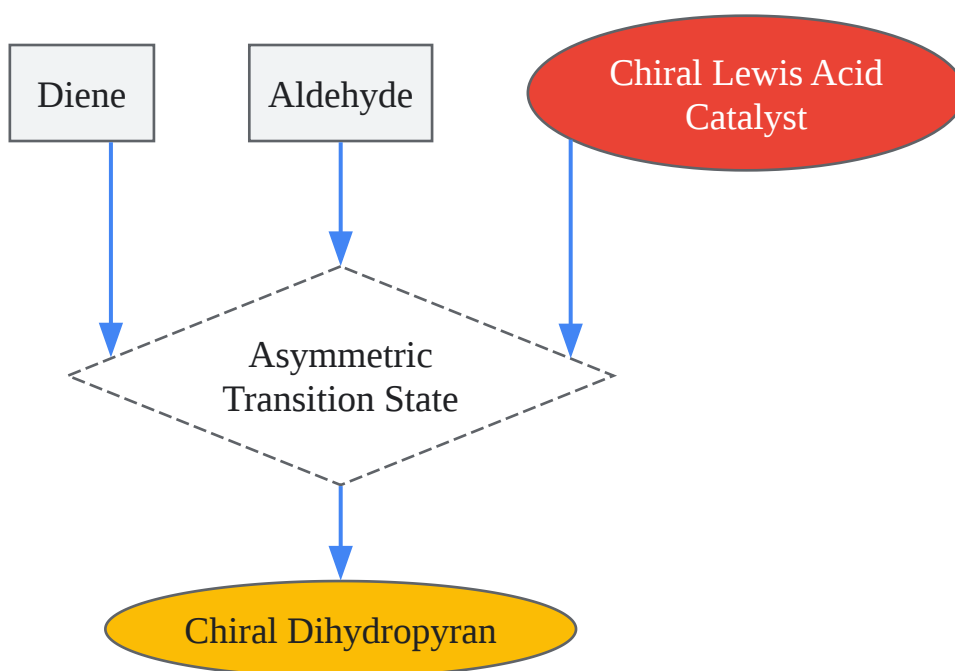 Diene
Aldehyde
Chiral Lewis Acid
Catalyst
Asymmetric
Transition State
Chiral Dihydropyran